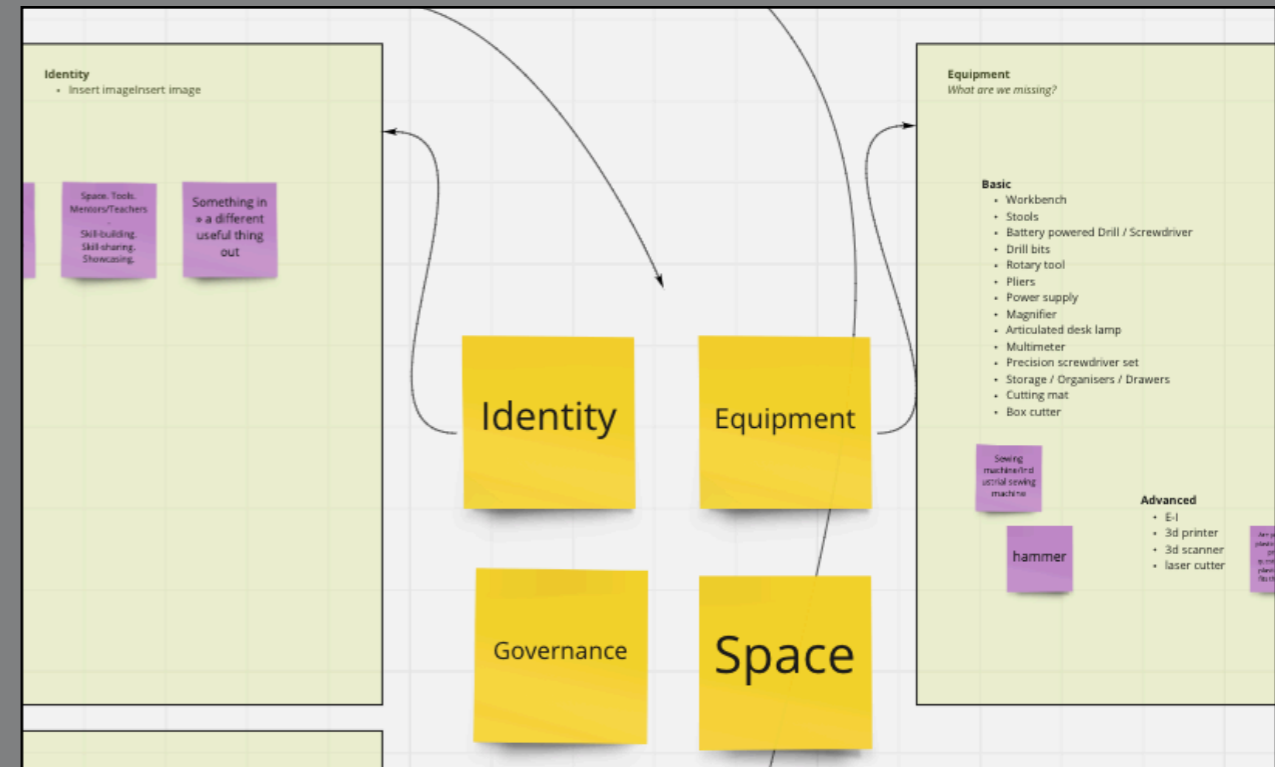 Identity
• Insert imageInsert image
Space. Tools.
Mentors/Teachers
.
Skill-building.
Skill-sharing.
Showcasing.
Something in
» a different
useful thing
out
Identity
Equipment
Governance
Space
Equipment
What are we missing?
Basic
• Workbench
• Stools
• Battery powered Drill / Screwdriver
• Drill bits
• Rotary tool
• Pliers
• Power supply
• Magnifier
• Articulated desk lamp
• Multimeter
• Precision screwdriver set
• Storage / Organisers / Drawers
• Cutting mat
• Box cutter
Sewing
machine/Ind
ustrial sewing
machine
hammer
Advanced
• E-I
• 3d printer
• 3d scanner
• laser cutter